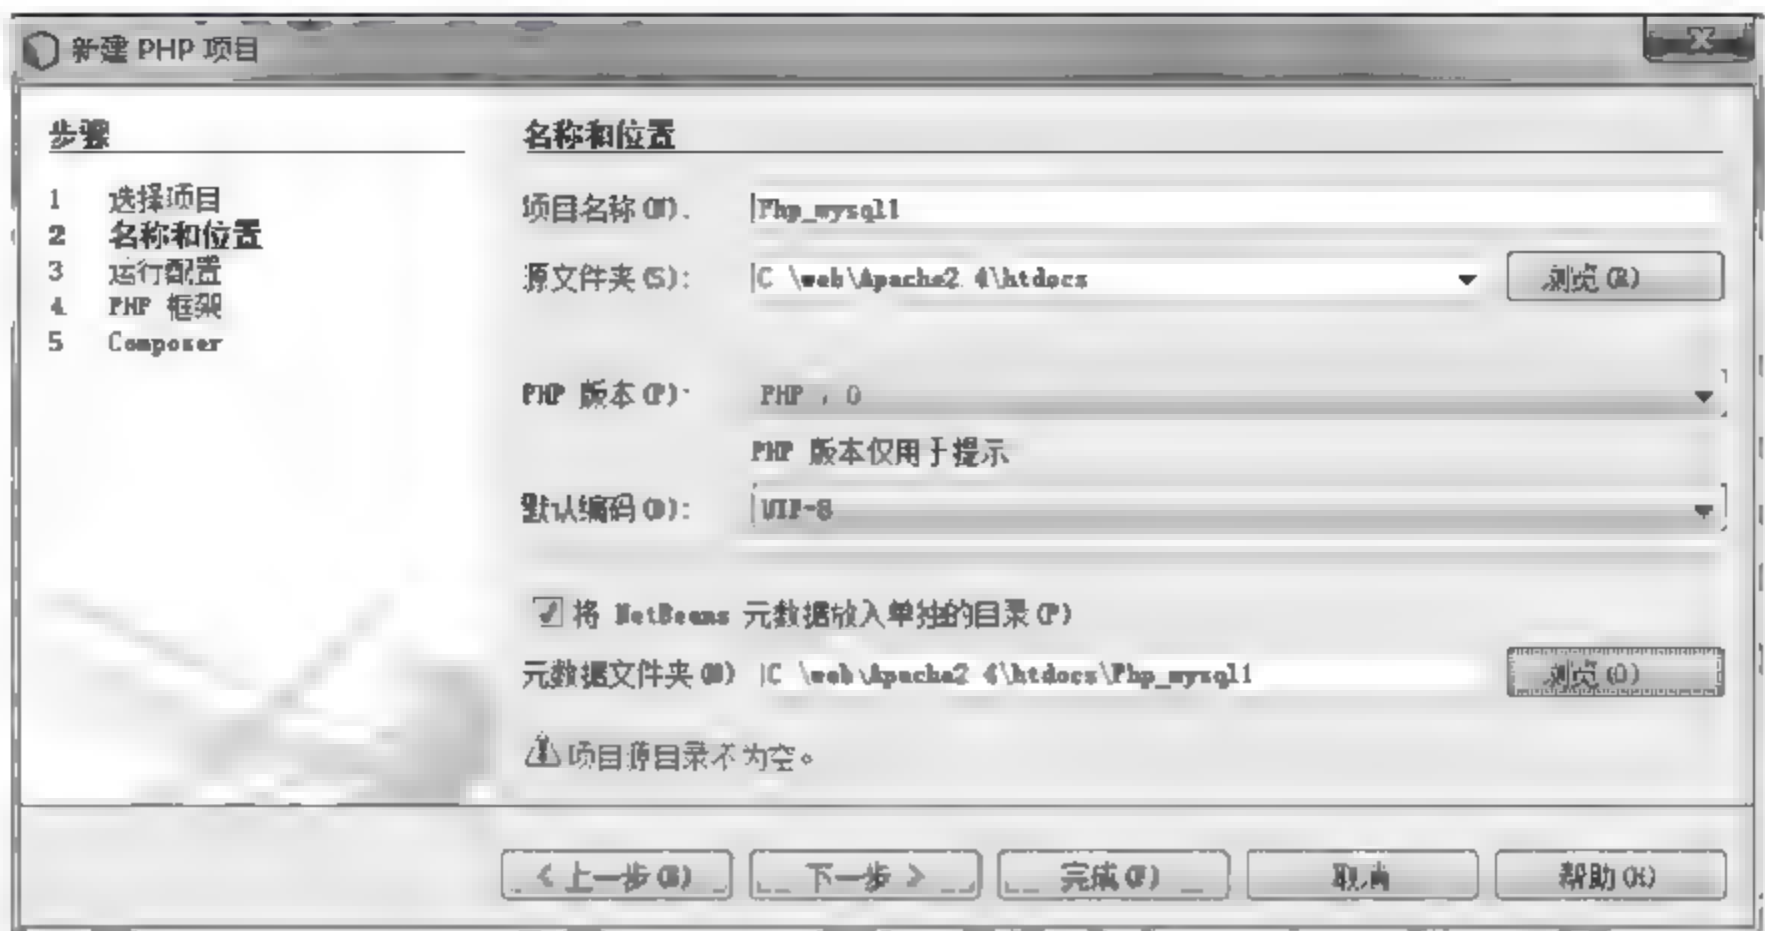 新建 PHP 项目
步骤
1 选择项目
2 名称和位置
3 运行配置
4 PHP 框架
5 Composer
名称和位置
项目名称(N):
Php_mysql1
源文件夹(S):
C:\web\Apache2.4\htdocs
浏览(R)
PHP 版本(P):
PHP
PHP 版本仅用于提示
默认编码(D):
UTF-8
将 NetBeans 元数据放入单独的目录(P)
元数据文件夹(M)
C:\web\Apache2.4\htdocs\Php_mysql1
浏览(O)
项目源目录不为空。
< 上一步(B)
下一步 >
完成(F)
取消
帮助(H)